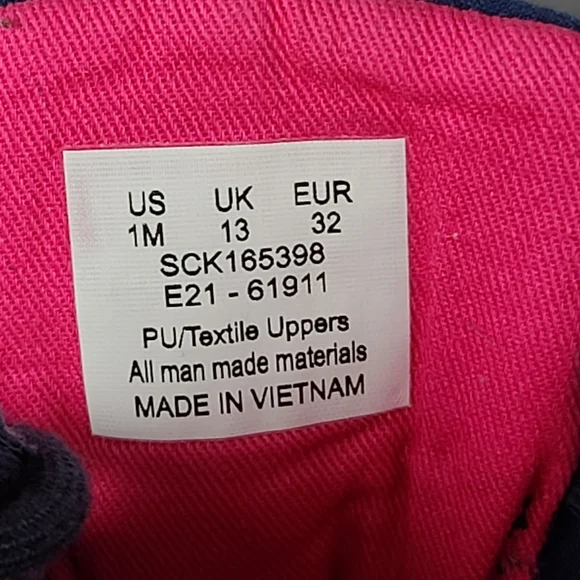 US UK EUR
1M 13 32
SCK165398
E21 - 61911
PU/Textile Uppers
All man made materials
MADE IN VIETNAM